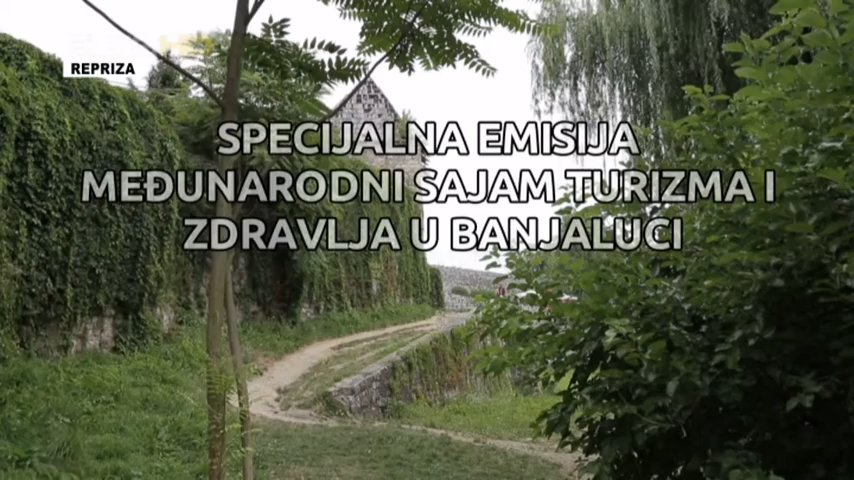 REPRIZA
SPECIJALNA EMISIJA
MEĐUNARODNI SAJAM TURIZMA I
ZDRAVLJA U BANJALUCI